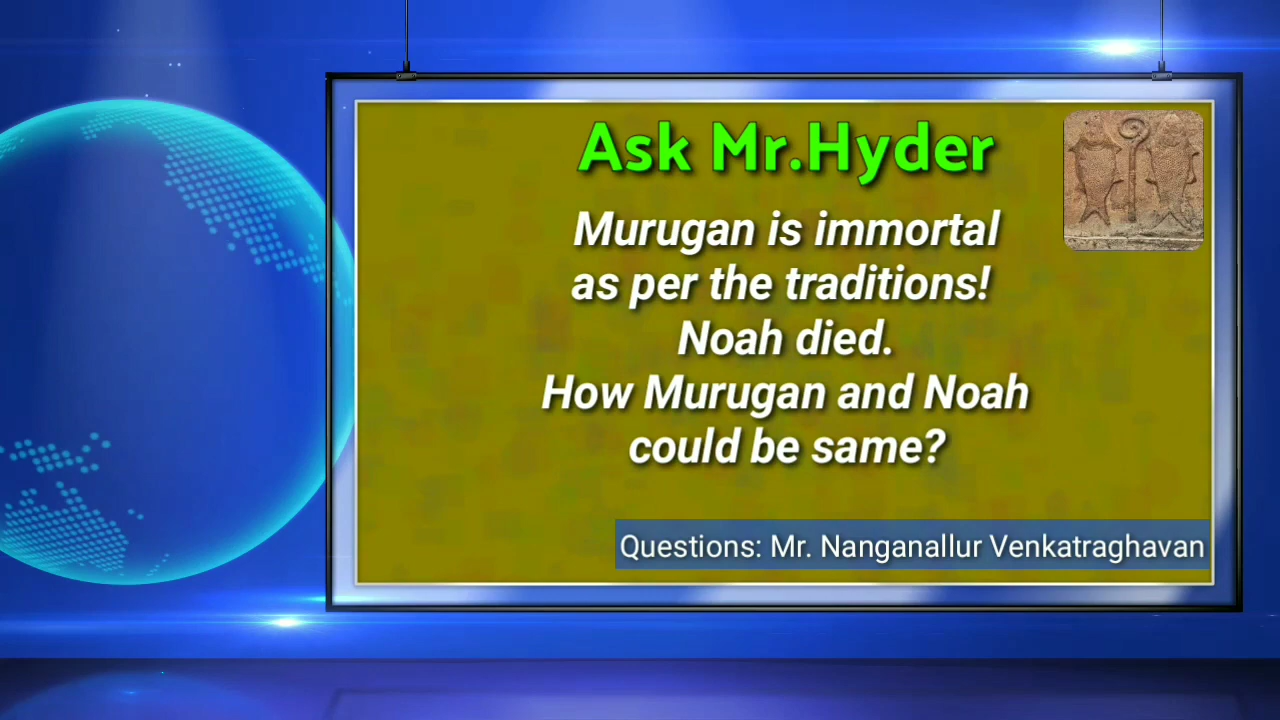 Ask Mr.Hyder
Murugan is immortal
as per the traditions!
Noah died.
How Murugan and Noah
could be same?
Questions: Mr. Nanganallur Venkatraghavan